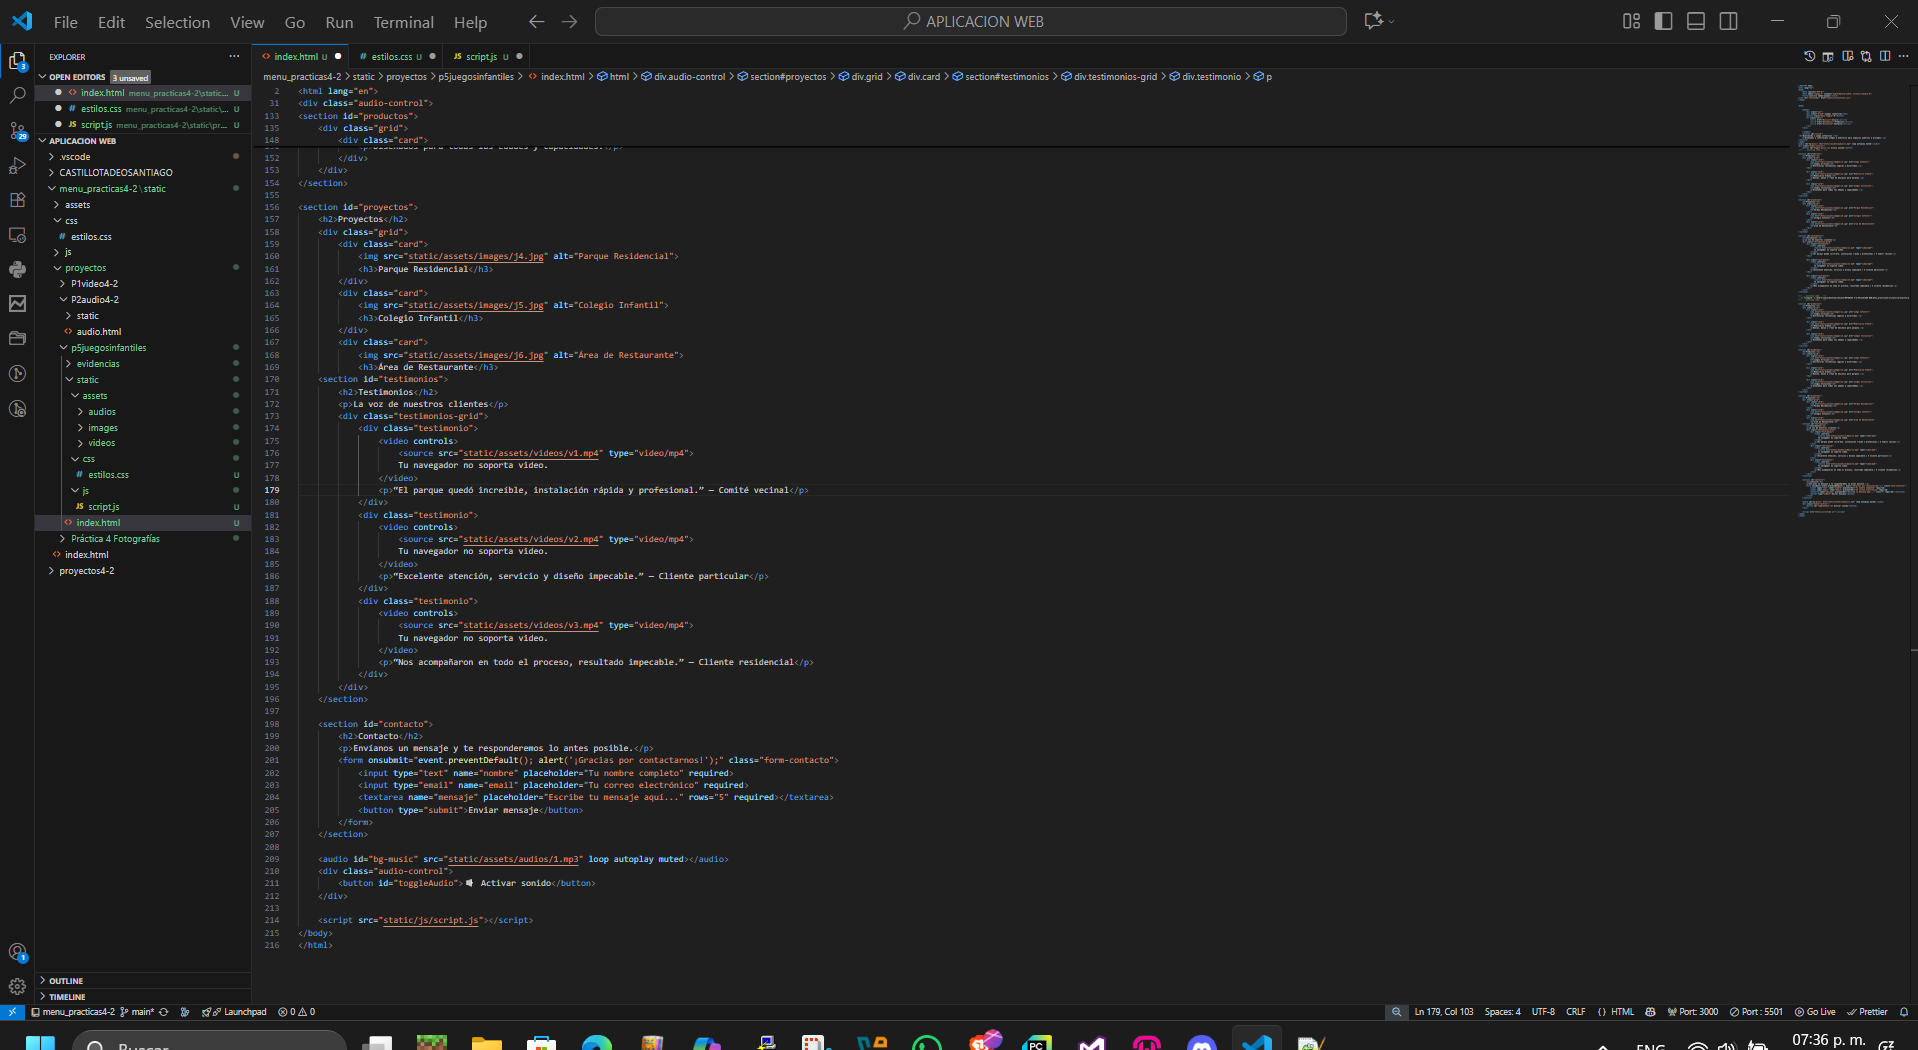 File Edit Selection View Go Run Terminal Help
APLICACION WEB
EXPLORER
OPEN EDITORS 3 unsaved
index.html menu_practicas4-2\static... U
estilos.css menu_practicas4-2\static\... U
script.js menu_practicas4-2\static\pr... U
APLICACION WEB
.vscode
CASTILLOTADEOSANTIAGO
menu_practicas4-2\static
assets
css
estilos.css
js
proyectos
P1video4-2
P2audio4-2
static
audio.html
p5juegosinfantiles
evidencias
static
assets
audios
images
videos
css
estilos.css U
js
script.js U
index.html U
Práctica 4 Fotografías
index.html
proyectos4-2
OUTLINE
TIMELINE
index.html U estilos.css U script.js U
menu_practicas4-2 > static > proyectos > p5juegosinfantiles > index.html > html > div.audio-control > section#proyectos > div.grid > div.card > section#testimonios > div.testimonios-grid > div.testimonio > p
2 <html lang="en">
31 <div class="audio-control">
133 <section id="productos">
135 <div class="grid">
148 <div class="card">
152 </div>
153 </div>
154 </section>
155
156 <section id="proyectos">
157 <h2>Proyectos</h2>
158 <div class="grid">
159 <div class="card">
160 <img src="static/assets/images/j4.jpg" alt="Parque Residencial">
161 <h3>Parque Residencial</h3>
162 </div>
163 <div class="card">
164 <img src="static/assets/images/j5.jpg" alt="Colegio Infantil">
165 <h3>Colegio Infantil</h3>
166 </div>
167 <div class="card">
168 <img src="static/assets/images/j6.jpg" alt="Área de Restaurante">
169 <h3>Área de Restaurante</h3>
170 <section id="testimonios">
171 <h2>Testimonios</h2>
172 <p>La voz de nuestros clientes</p>
173 <div class="testimonios-grid">
174 <div class="testimonio">
175 <video controls>
176 <source src="static/assets/videos/v1.mp4" type="video/mp4">
177 Tu navegador no soporta video.
178 </video>
179 <p>“El parque quedó increíble, instalación rápida y profesional.” — Comité vecinal</p>
180 </div>
181 <div class="testimonio">
182 <video controls>
183 <source src="static/assets/videos/v2.mp4" type="video/mp4">
184 Tu navegador no soporta video.
185 </video>
186 <p>“Excelente atención, servicio y diseño impecable.” — Cliente particular</p>
187 </div>
188 <div class="testimonio">
189 <video controls>
190 <source src="static/assets/videos/v3.mp4" type="video/mp4">
191 Tu navegador no soporta video.
192 </video>
193 <p>“Nos acompañaron en todo el proceso, resultado impecable.” — Cliente residencial</p>
194 </div>
195 </div>
196 </section>
197
198 <section id="contacto">
199 <h2>Contacto</h2>
200 <p>Envíanos un mensaje y te responderemos lo antes posible.</p>
201 <form onsubmit="event.preventDefault(); alert('¡Gracias por contactarnos!');" class="form-contacto">
202 <input type="text" name="nombre" placeholder="Tu nombre completo" required>
203 <input type="email" name="email" placeholder="Tu correo electrónico" required>
204 <textarea name="mensaje" placeholder="Escribe tu mensaje aquí..." rows="5" required></textarea>
205 <button type="submit">Enviar mensaje</button>
206 </form>
207 </section>
208
209 <audio id="bg-music" src="static/assets/audios/1.mp3" loop autoplay muted></audio>
210 <div class="audio-control">
211 <button id="toggleAudio">🔈 Activar sonido</button>
212 </div>
213
214 <script src="static/js/script.js"></script>
215 </body>
216 </html>
menu_practicas4-2 main* Launchpad 0 0 Ln 179, Col 103 Spaces: 4 UTF-8 CRLF {} HTML Port: 3000 Port : 5501 Go Live Prettier
Buscar ENG 07:36 p. m.